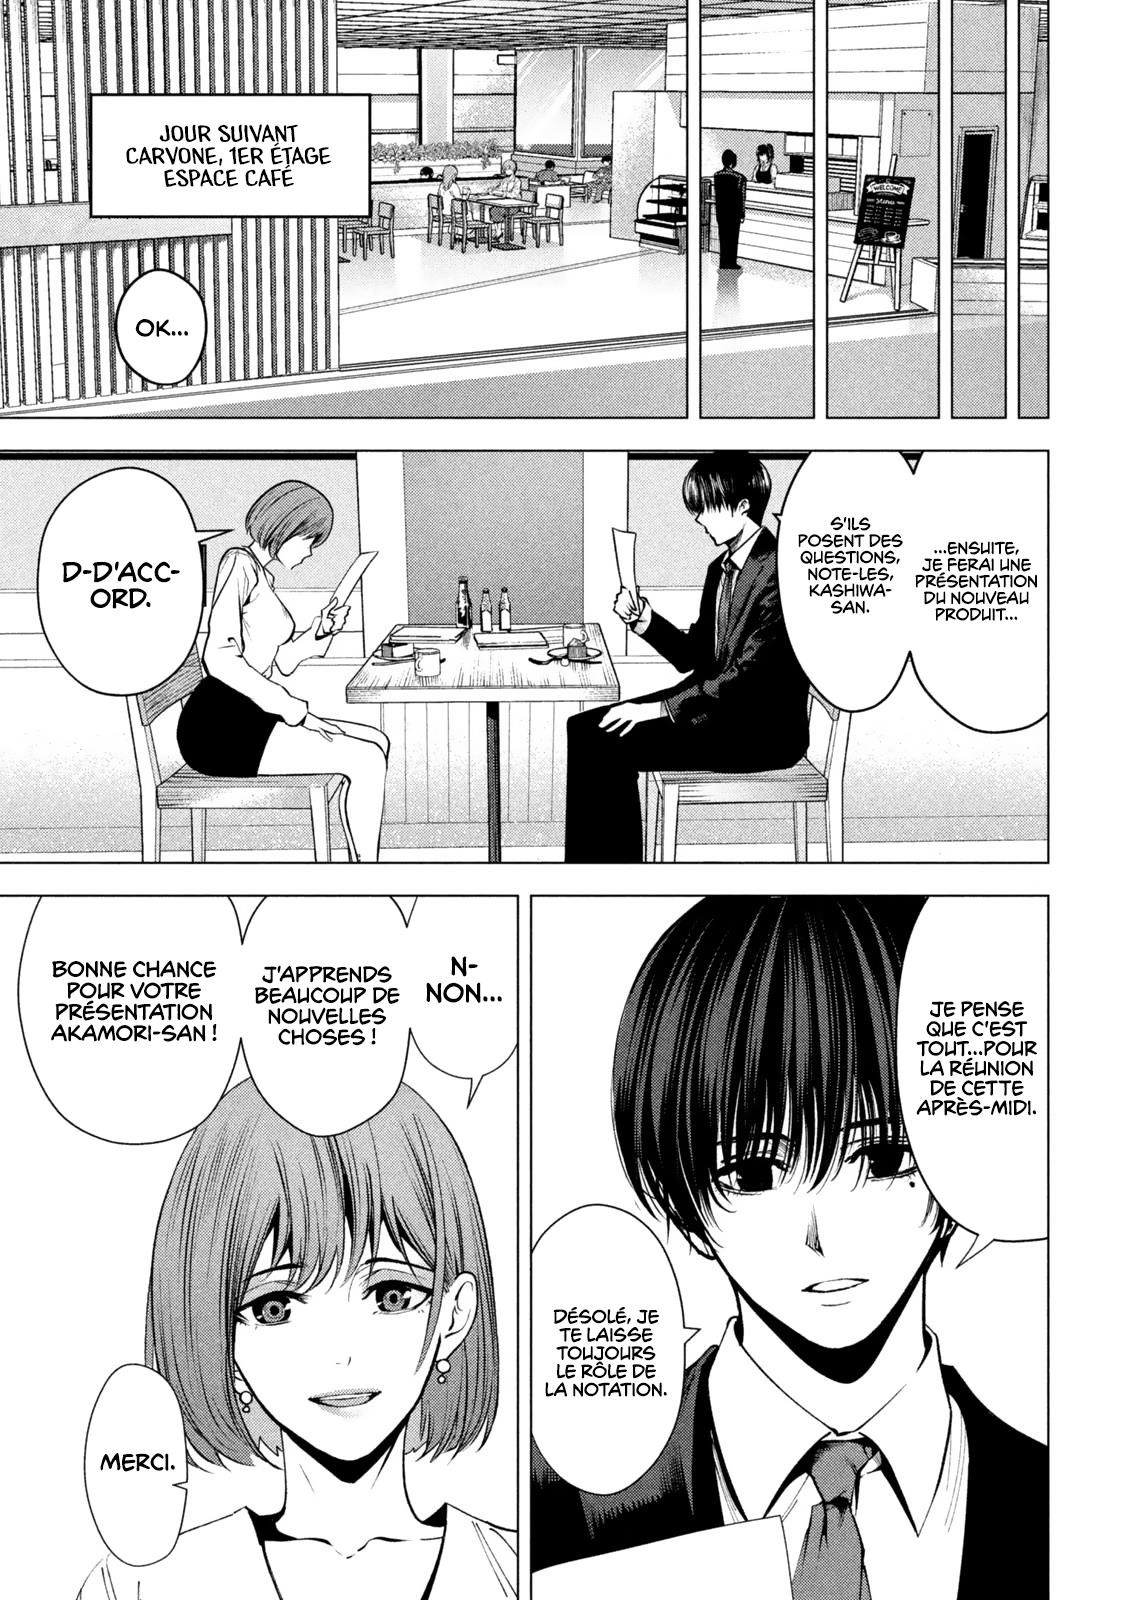 JOUR SUIVANT
CARVONE, 1ER ÉTAGE
ESPACE CAFÉ
WELCOME
Menu
OK...
...ENSUITE,
JE FERAI UNE
PRÉSENTATION
DU NOUVEAU
PRODUIT...
S'ILS
POSENT DES
QUESTIONS,
NOTE-LES,
KASHIWA-
SAN.
D-D'ACC-
ORD.
JE PENSE
QUE C'EST
TOUT...POUR
LA RÉUNION
DE CETTE
APRÈS-MIDI.
DÉSOLÉ, JE
TE LAISSE
TOUJOURS
LE RÔLE DE
LA NOTATION.
N-
NON...
J'APPRENDS
BEAUCOUP DE
NOUVELLES
CHOSES !
BONNE CHANCE
POUR VOTRE
PRÉSENTATION
AKAMORI-SAN !
MERCI.